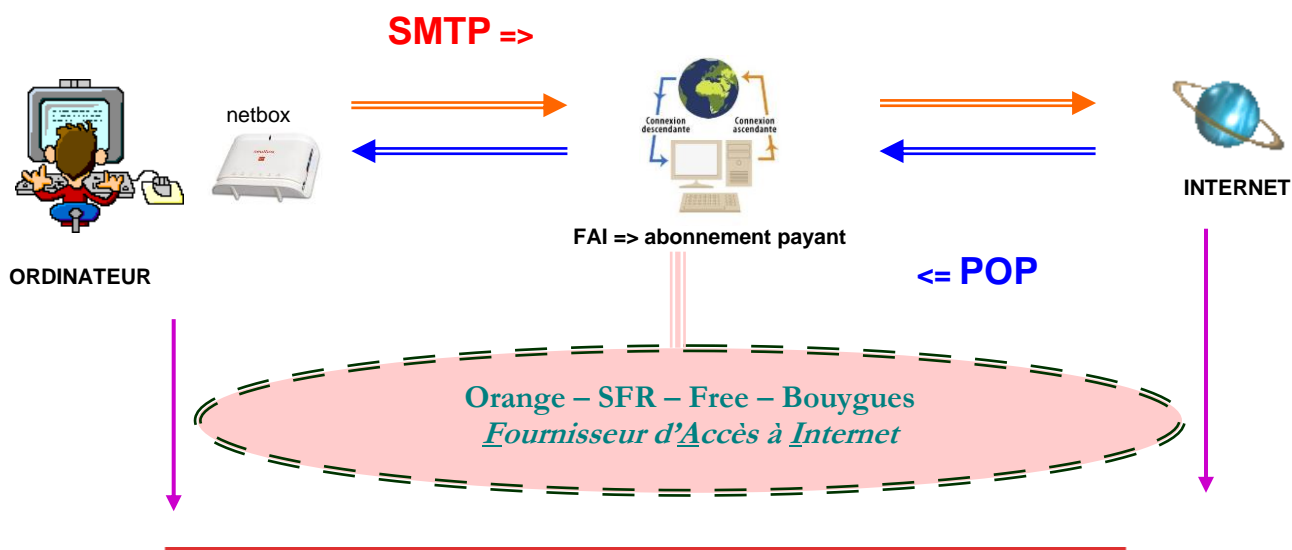 SMTP =>
netbox
Connexion descendante
Connexion ascendante
INTERNET
FAI => abonnement payant
ORDINATEUR
<= POP
Orange – SFR – Free – Bouygues
Fournisseur d'Accès à Internet